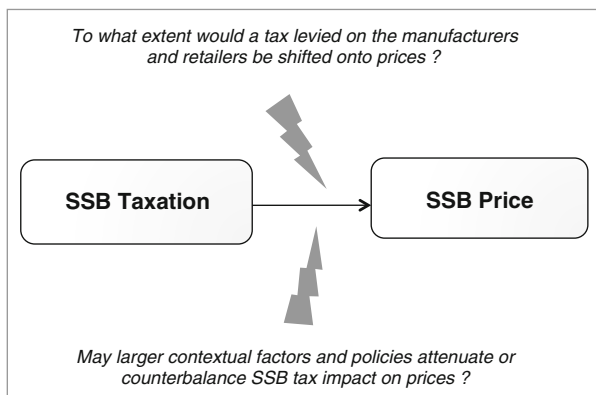 To what extent would a tax levied on the manufacturers
and retailers be shifted onto prices ?
SSB Taxation
SSB Price
May larger contextual factors and policies attenuate or
counterbalance SSB tax impact on prices ?